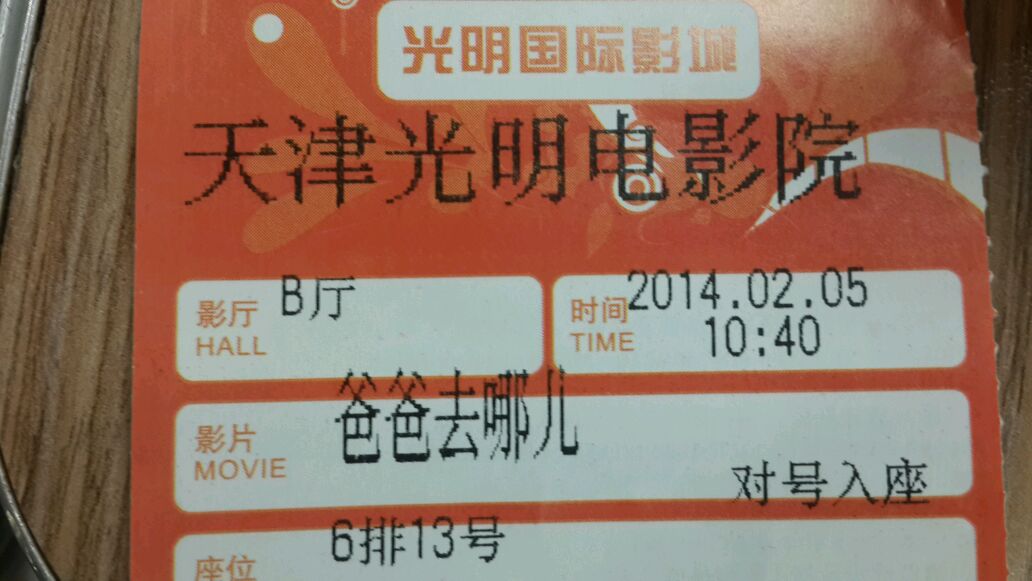 光明国际影城
天津光明电影院
影厅 B厅
HALL
时间 2014.02.05
TIME 10:40
影片 爸爸去哪儿
MOVIE
对号入座
座位 6排13号